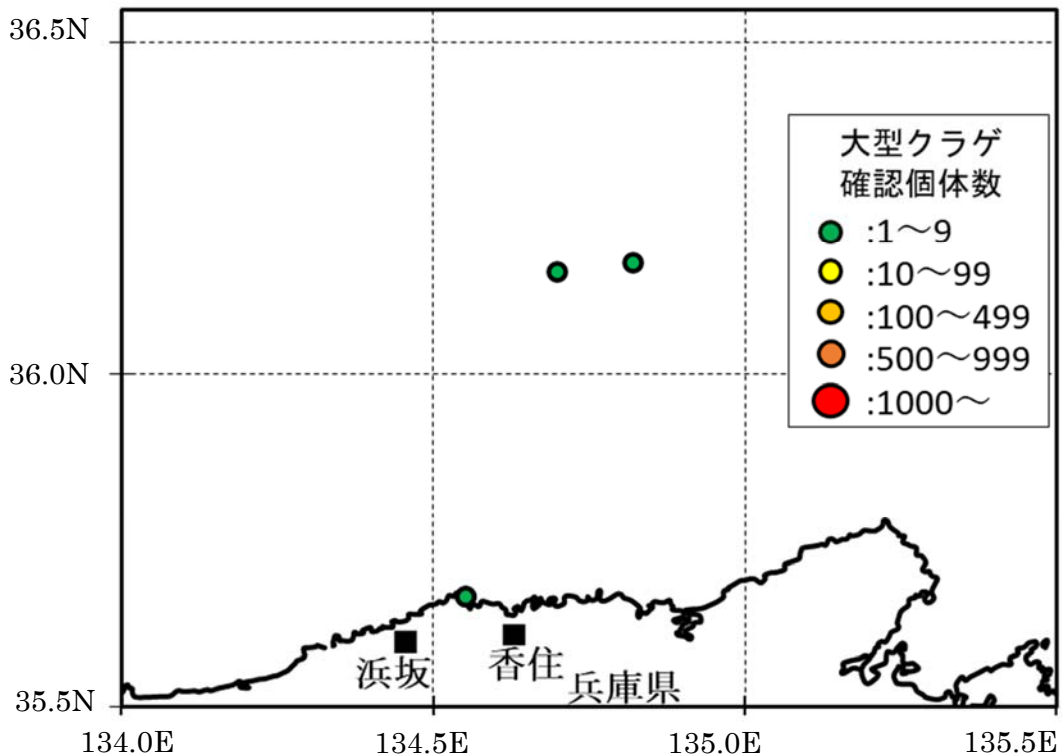 36.5N
大型クラゲ
確認個体数
:1～9
:10～99
:100～499
36.0N
:500～999
:1000～
浜坂
香住
兵庫県
35.5N
134.0E
134.5E
135.0E
135.5E